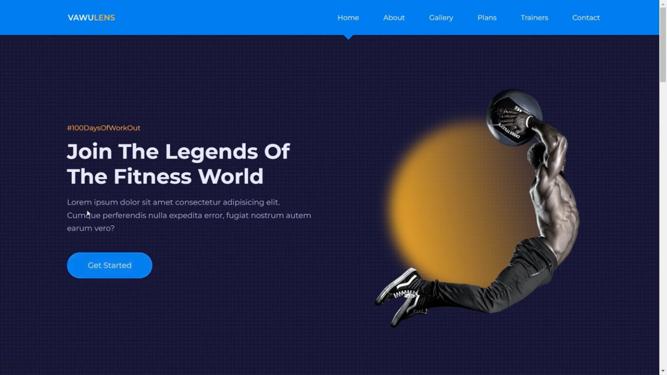 VAWULENS
Home About Gallery Plans Trainers Contact
#100DaysOfWorkOut
Join The Legends Of
The Fitness World
Lorem ipsum dolor sit amet consectetur adipisicing elit.
Cumque perferendis nulla expedita error, fugiat nostrum autem
earum vero?
Get Started